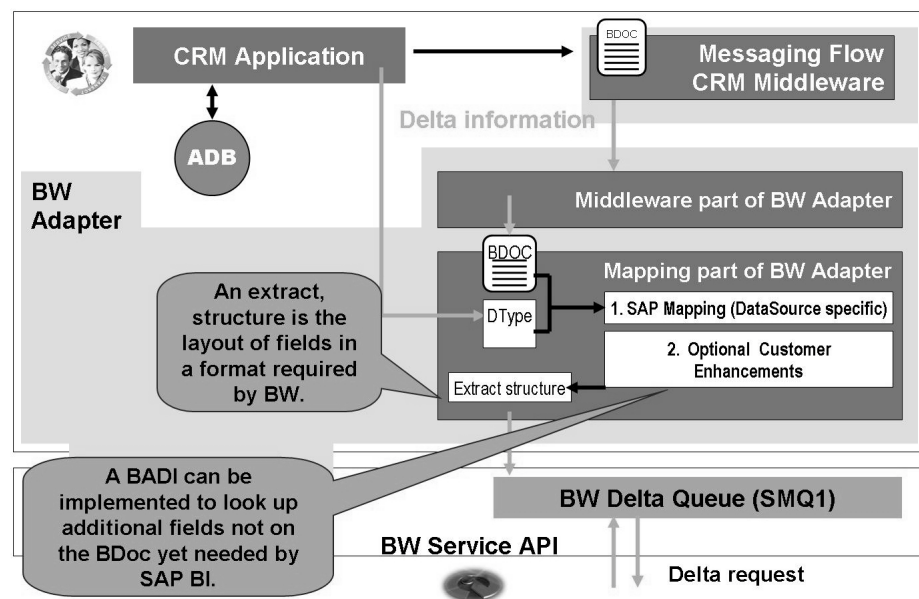 CRM Application
BDOC
Messaging Flow
CRM Middleware
Delta information
ADB
BW
Adapter
Middleware part of BW Adapter
BDOC
Mapping part of BW Adapter
An extract,
structure is the
layout of fields in
a format required
by BW.
DType
1. SAP Mapping (DataSource specific)
2. Optional Customer
Enhancements
Extract structure
A BADI can be
implemented to look up
additional fields not on
the BDoc yet needed by
SAP BI.
BW Delta Queue (SMQ1)
BW Service API
Delta request